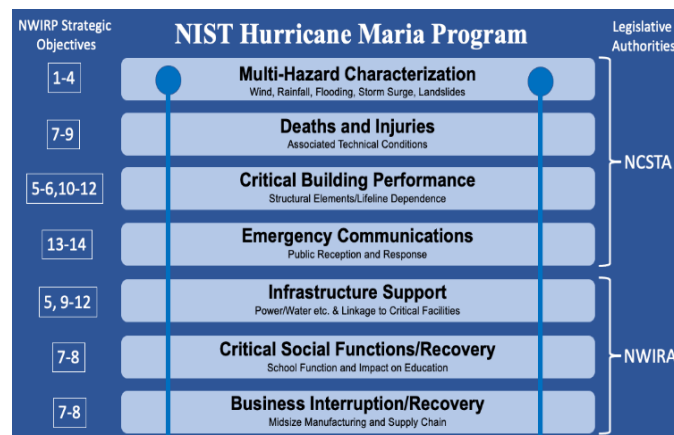 NWIRP Strategic
Objectives
NIST Hurricane Maria Program
Legislative
Authorities
1-4
Multi-Hazard Characterization
Wind, Rainfall, Flooding, Storm Surge, Landslides
7-9
Deaths and Injuries
Associated Technical Conditions
NCSTA
5-6,10-12
Critical Building Performance
Structural Elements/Lifeline Dependence
13-14
Emergency Communications
Public Reception and Response
5, 9-12
Infrastructure Support
Power/Water etc. & Linkage to Critical Facilities
7-8
Critical Social Functions/Recovery
School Function and Impact on Education
NWIRA
7-8
Business Interruption/Recovery
Midsize Manufacturing and Supply Chain